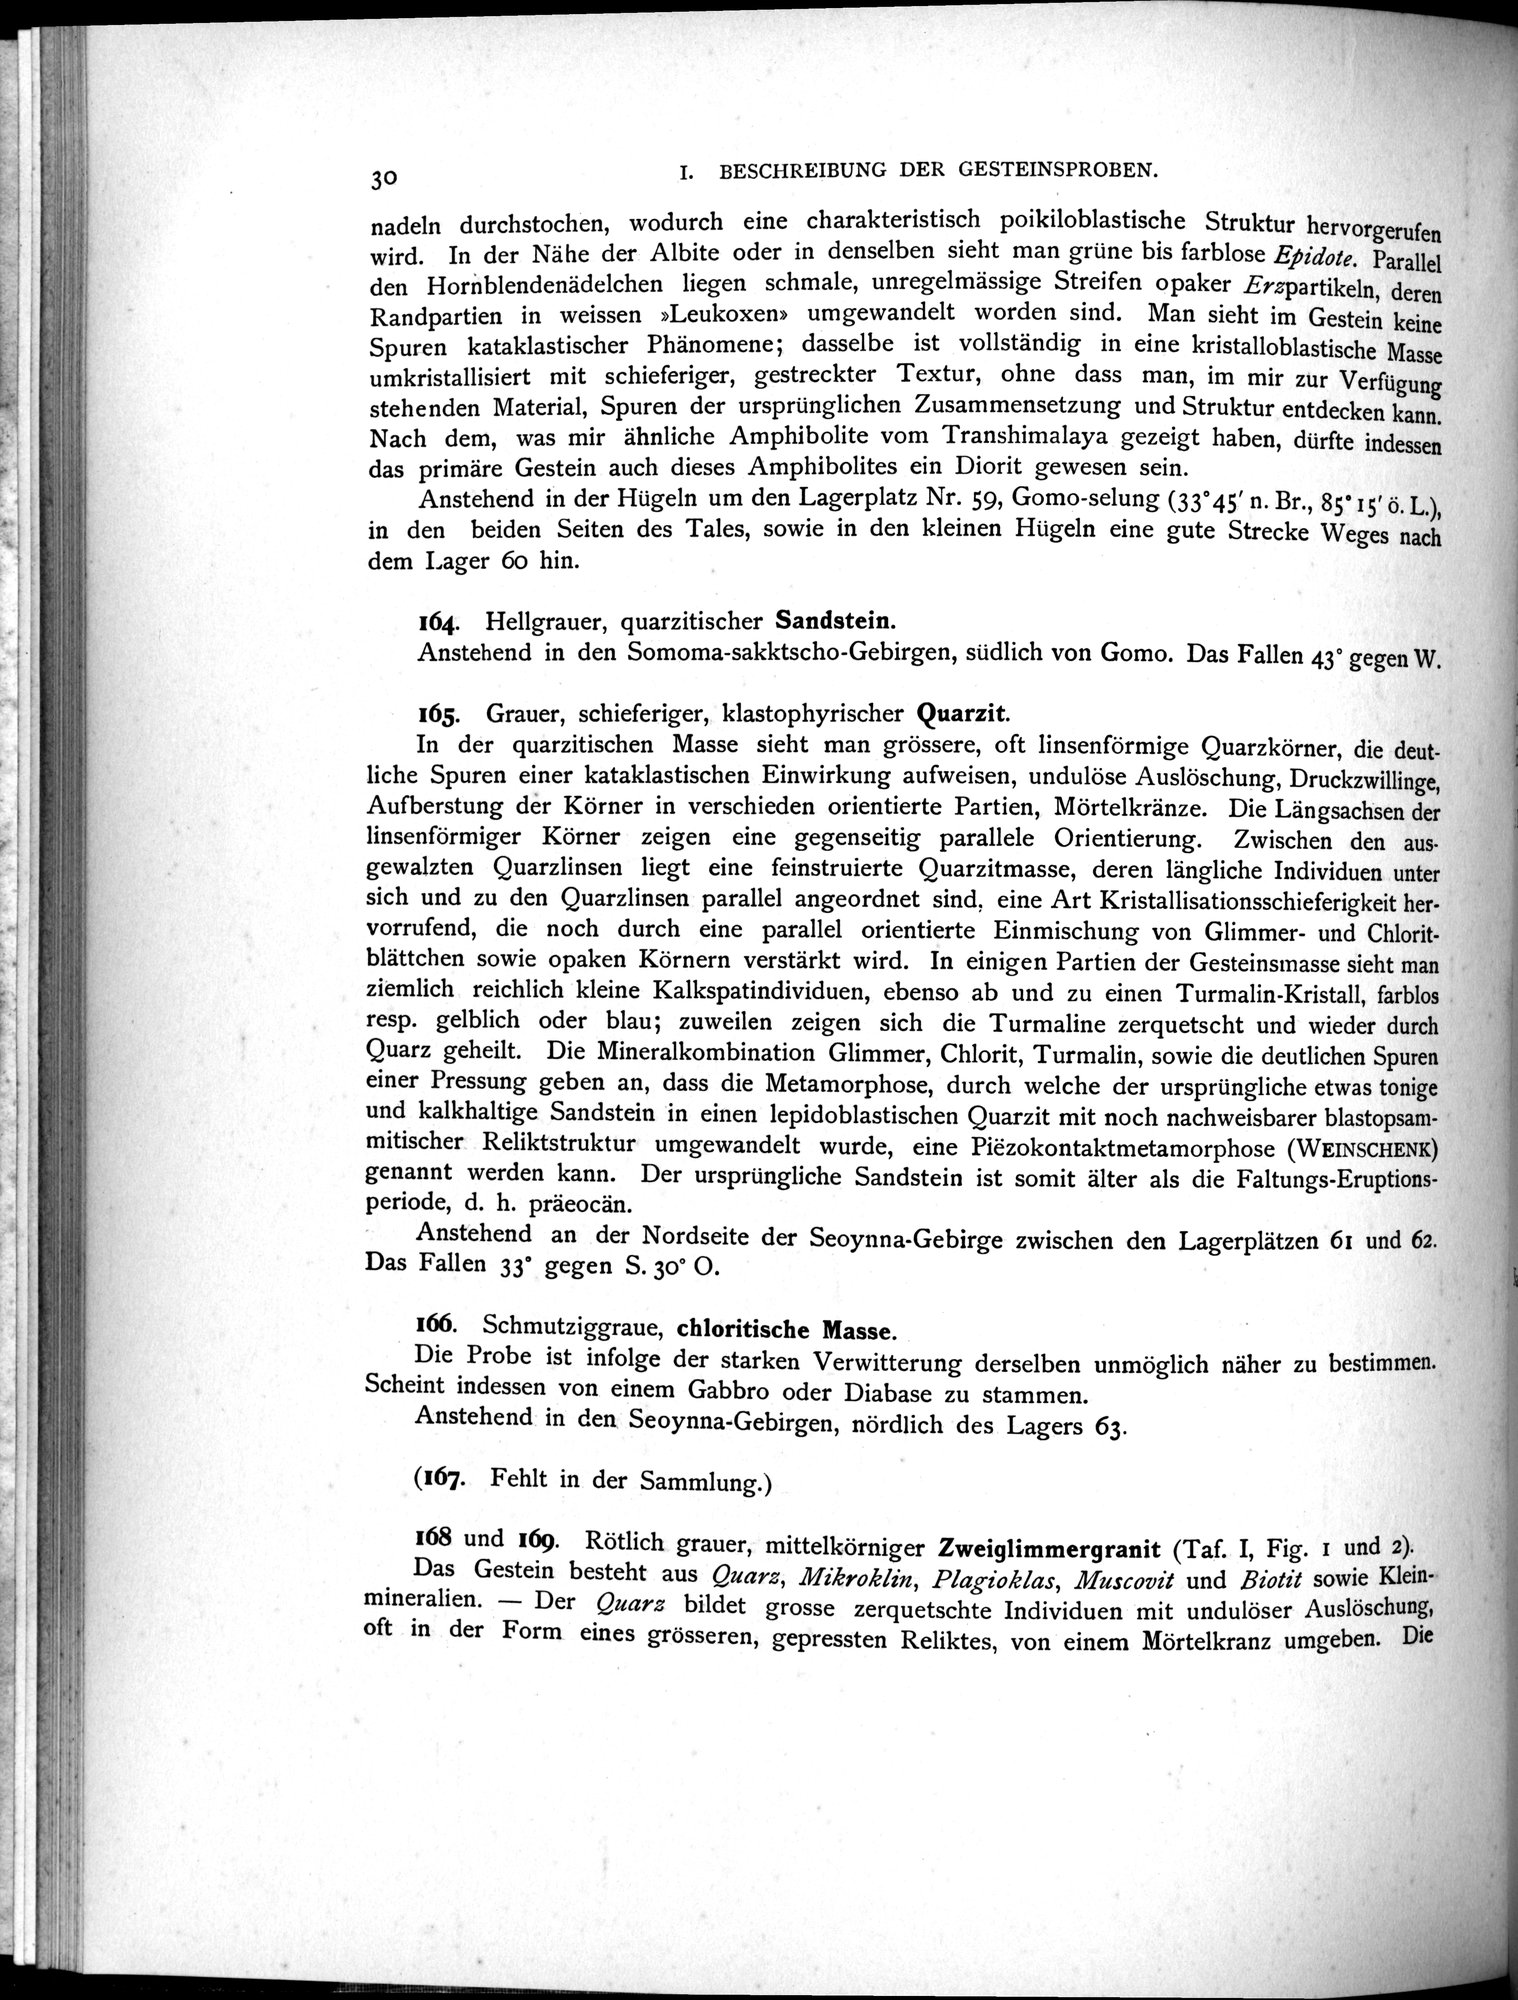 30
I. BESCHREIBUNG DER GESTEINSPROBEN.
nadeln durchstochen, wodurch eine charakteristisch poikiloblastische Struktur hervorgerufen
wird. In der Nähe der Albite oder in denselben sieht man grüne bis farblose Epidote. Parallel
den Hornblendenädelchen liegen schmale, unregelmässige Streifen opaker Erzpartikeln, deren
Randpartien in weissen »Leukoxen» umgewandelt worden sind. Man sieht im Gestein keine
Spuren kataklastischer Phänomene; dasselbe ist vollständig in eine kristalloblastische Masse
umkristallisiert mit schieferiger, gestreckter Textur, ohne dass man, im mir zur Verfügung
stehenden Material, Spuren der ursprünglichen Zusammensetzung und Struktur entdecken kann.
Nach dem, was mir ähnliche Amphibolite vom Transhimalaya gezeigt haben, dürfte indessen
das primäre Gestein auch dieses Amphibolites ein Diorit gewesen sein.
Anstehend in der Hügeln um den Lagerplatz Nr. 59, Gomo-selung (33°45′ n. Br., 85°15′ ö. L.),
in den beiden Seiten des Tales, sowie in den kleinen Hügeln eine gute Strecke Weges nach
dem Lager 60 hin.
164. Hellgrauer, quarzitischer Sandstein.
Anstehend in den Somoma-sakktscho-Gebirgen, südlich von Gomo. Das Fallen 43° gegen W.
165. Grauer, schieferiger, klastophyrischer Quarzit.
In der quarzitischen Masse sieht man grössere, oft linsenförmige Quarzkörner, die deut-
liche Spuren einer kataklastischen Einwirkung aufweisen, undulöse Auslöschung, Druckzwillinge,
Aufberstung der Körner in verschieden orientierte Partien, Mörtelkränze. Die Längsachsen der
linsenförmiger Körner zeigen eine gegenseitig parallele Orientierung. Zwischen den aus-
gewalzten Quarzlinsen liegt eine feinstruierte Quarzitmasse, deren längliche Individuen unter
sich und zu den Quarzlinsen parallel angeordnet sind, eine Art Kristallisationsschieferigkeit her-
vorrufend, die noch durch eine parallel orientierte Einmischung von Glimmer- und Chlorit-
blättchen sowie opaken Körnern verstärkt wird. In einigen Partien der Gesteinsmasse sieht man
ziemlich reichlich kleine Kalkspatindividuen, ebenso ab und zu einen Turmalin-Kristall, farblos
resp. gelblich oder blau; zuweilen zeigen sich die Turmaline zerquetscht und wieder durch
Quarz geheilt. Die Mineralkombination Glimmer, Chlorit, Turmalin, sowie die deutlichen Spuren
einer Pressung geben an, dass die Metamorphose, durch welche der ursprüngliche etwas tonige
und kalkhaltige Sandstein in einen lepidoblastischen Quarzit mit noch nachweisbarer blastopsam-
mitischer Reliktstruktur umgewandelt wurde, eine Piëzokontaktmetamorphose (WEINSCHENK)
genannt werden kann. Der ursprüngliche Sandstein ist somit älter als die Faltungs-Eruptions-
periode, d. h. präeocän.
Anstehend an der Nordseite der Seoynna-Gebirge zwischen den Lagerplätzen 61 und 62.
Das Fallen 33° gegen S. 30° O.
166. Schmutziggraue, chloritische Masse.
Die Probe ist infolge der starken Verwitterung derselben unmöglich näher zu bestimmen.
Scheint indessen von einem Gabbro oder Diabase zu stammen.
Anstehend in den Seoynna-Gebirgen, nördlich des Lagers 63.
(167. Fehlt in der Sammlung.)
168 und 169. Rötlich grauer, mittelkörniger Zweiglimmergranit (Taf. I, Fig. 1 und 2).
Das Gestein besteht aus Quarz, Mikroklin, Plagioklas, Muscovit und Biotit sowie Klein-
mineralien. — Der Quarz bildet grosse zerquetschte Individuen mit undulöser Auslöschung,
oft in der Form eines grösseren, gepressten Reliktes, von einem Mörtelkranz umgeben. Die